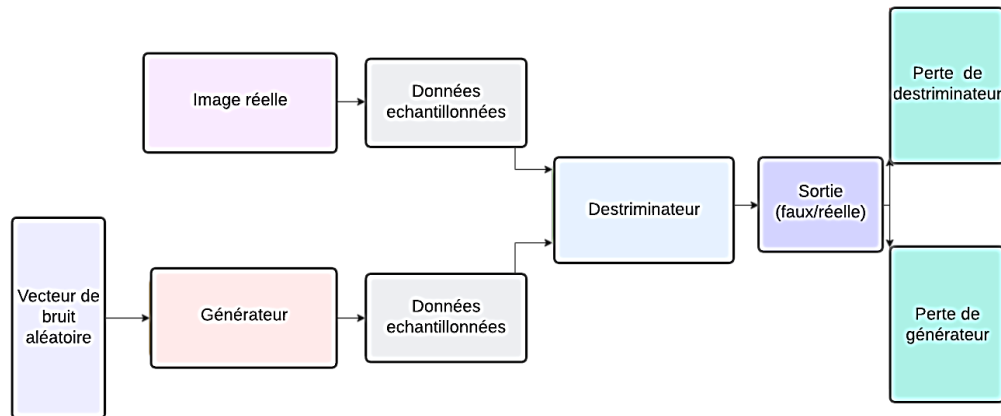 Image réelle
Données
echantillonnées
Perte de
destriminateur
Destriminateur
Sortie
(faux/réelle)
Vecteur de
bruit
aléatoire
Générateur
Données
echantillonnées
Perte de
générateur